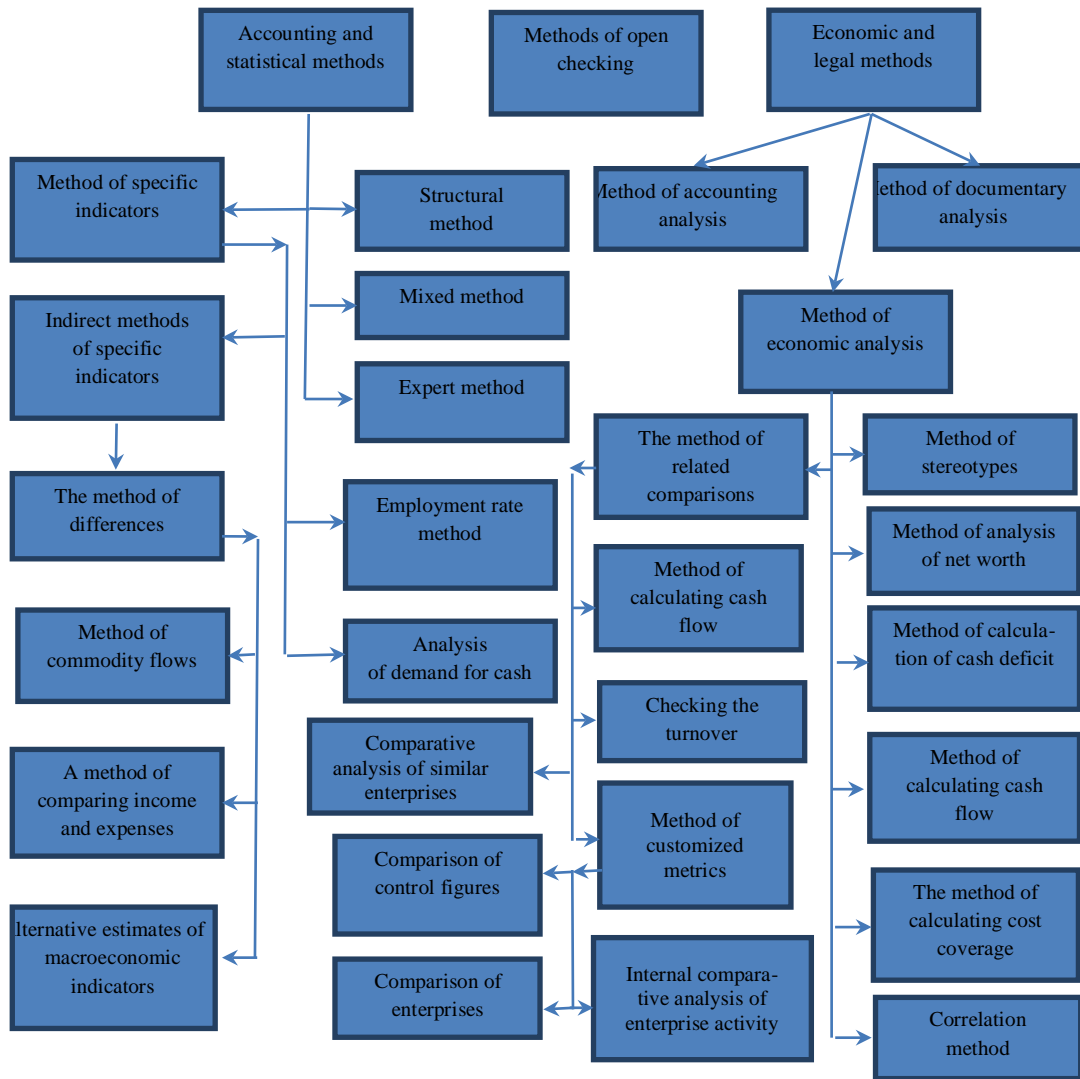 Accounting and
statistical methods
Methods of open
checking
Economic and
legal methods
Method of specific
indicators
Structural
method
Method of accounting
analysis
ethod of documentary
analysis
Indirect methods
of specific
indicators
Mixed method
Method of
economic analysis
Expert method
The method of
differences
Employment rate
method
The method of
related
comparisons
Method of
stereotypes
Method of analysis
of net worth
Method of
calculating cash
flow
Method of
commodity flows
Analysis
of demand for cash
Method of calcula-
tion of cash deficit
Checking the
turnover
Comparative
analysis of similar
enterprises
A method of
comparing income
and expenses
Method of
calculating cash
flow
Method of
customized
metrics
Comparison of
control figures
The method of
calculating cost
coverage
lternative estimates of
macroeconomic
indicators
Comparison of
enterprises
Internal compara-
tive analysis of
enterprise activity
Correlation
method